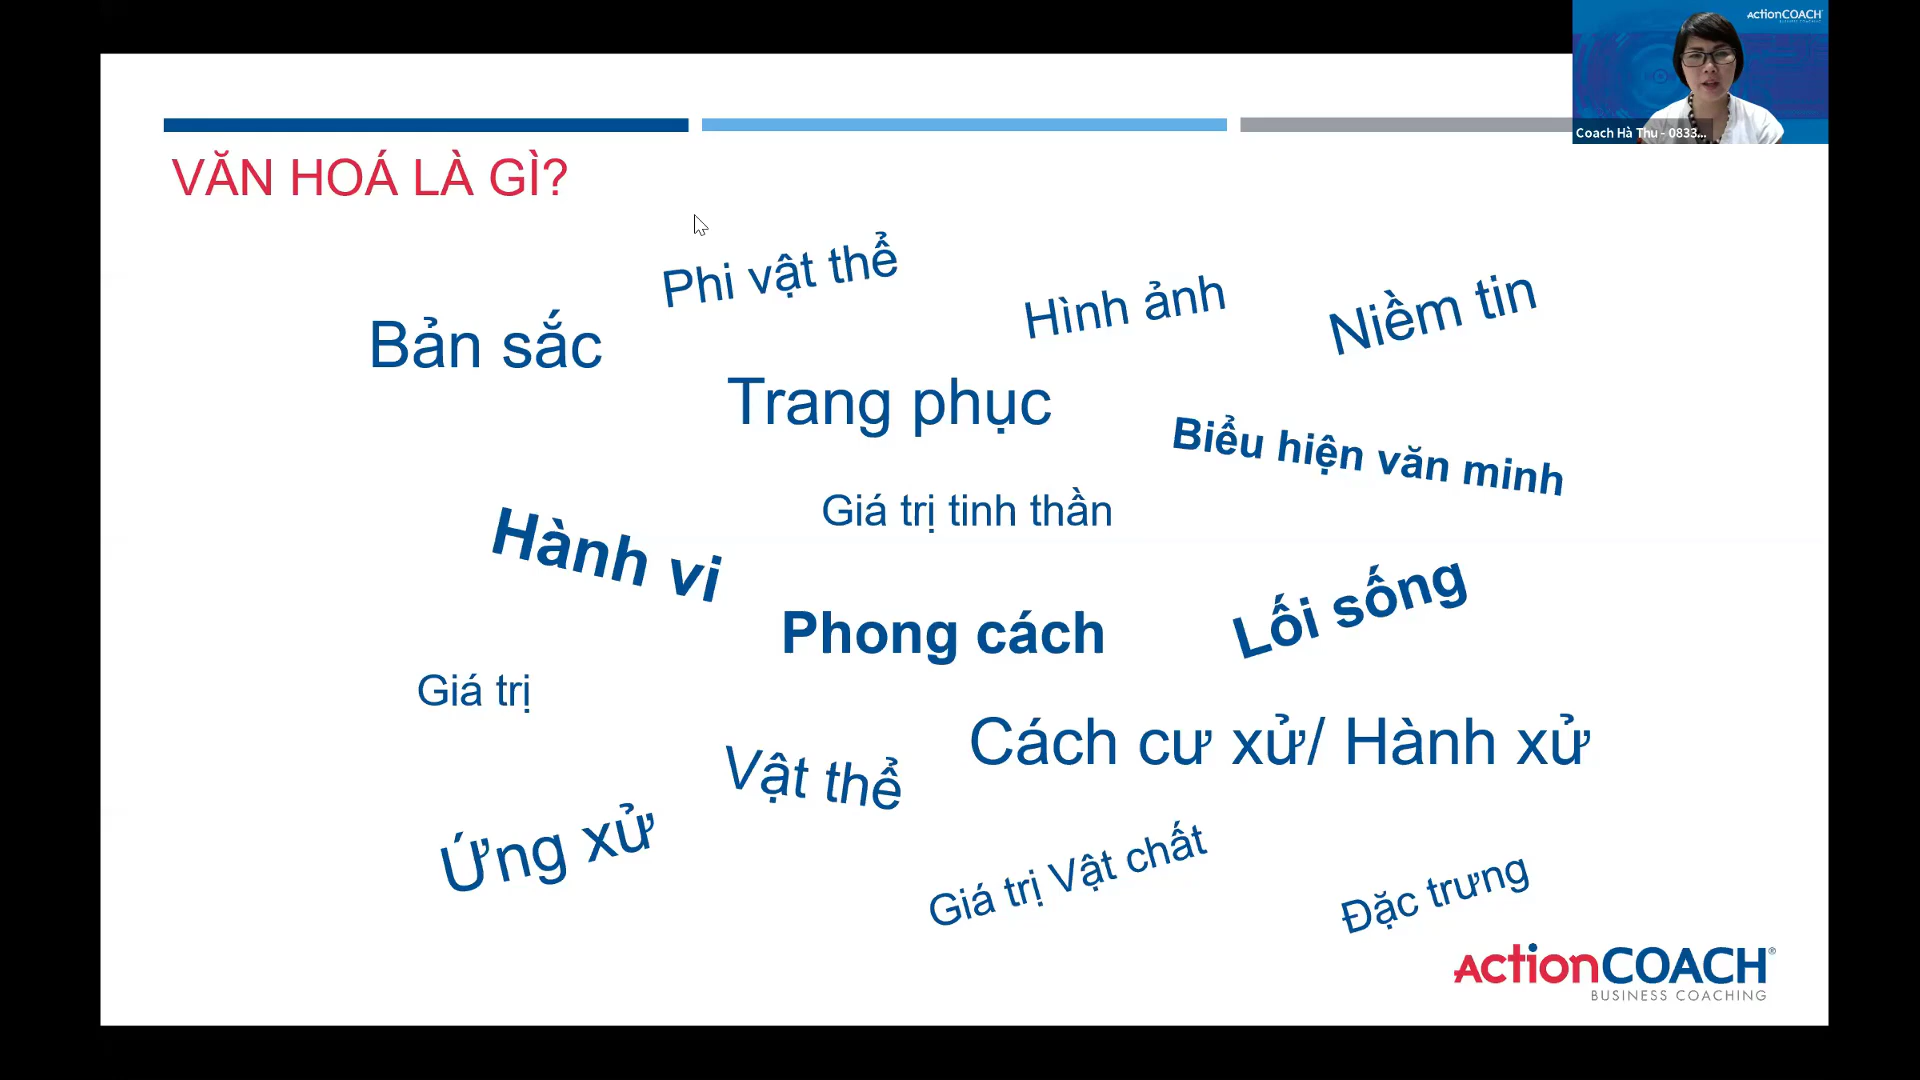 actionCOACH
Coach Hà Thu - 0833...
VĂN HOÁ LÀ GÌ?
Phi vật thể
Hình ảnh
Niềm tin
Bản sắc
Trang phục
Biểu hiện văn minh
Giá trị tinh thần
Hành vi
Lối sống
Phong cách
Giá trị
Cách cư xử/ Hành xử
Vật thể
Ứng xử
Giá trị Vật chất
Đặc trưng
actionCOACH®
BUSINESS COACHING